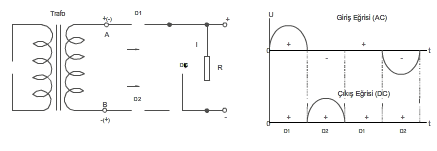 Trafo
+(-)
A
D1
+
I
R
D2
B
-(+)
-
U
Giriş Eğrisi (AC)
+
+
-
-
t
Çıkış Eğrisi (DC)
+
+
+
+
t
D1
D2
D1
D2